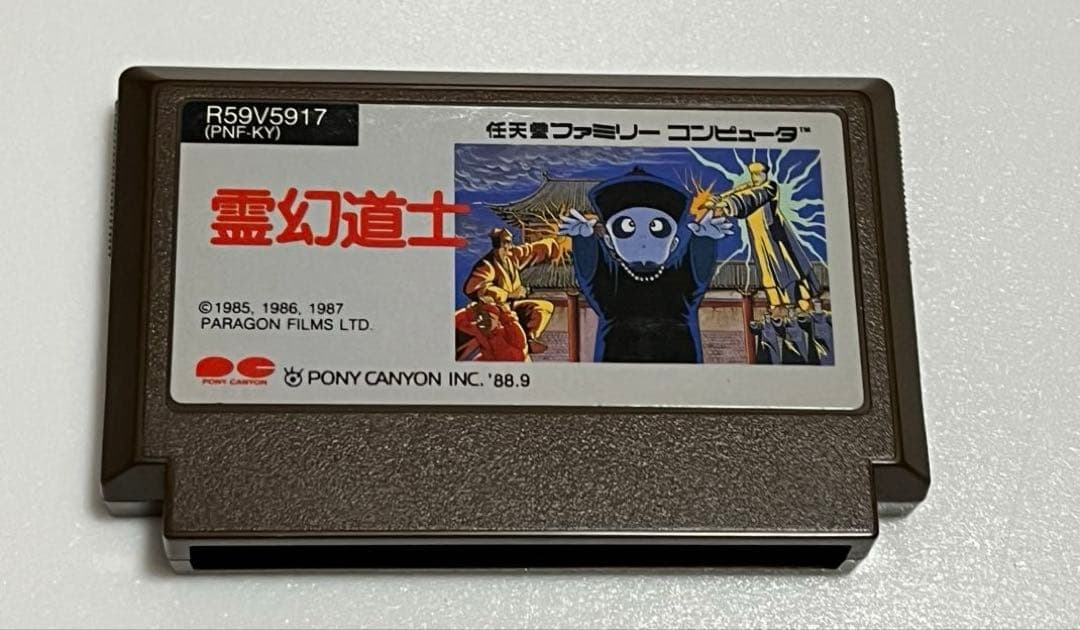 R59V5917
(PNF-KY)
任天堂ファミリー コンピュータ™
霊幻道士
©1985, 1986, 1987
PARAGON FILMS LTD.
PONY CANYON
PONY CANYON INC. '88.9